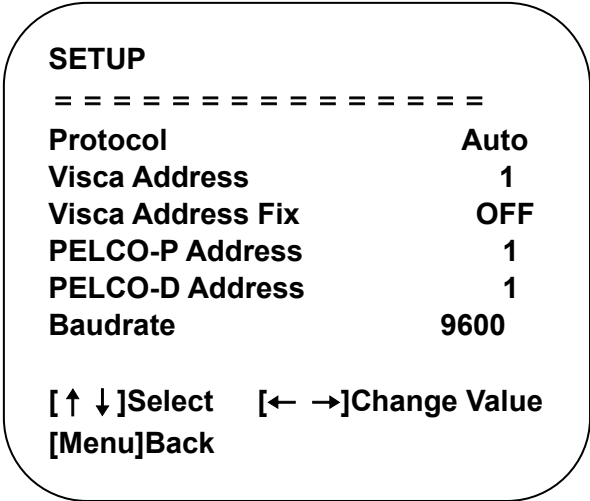 SETUP
= = = = = = = = = = = = = = =
Protocol Auto
Visca Address 1
Visca Address Fix OFF
PELCO-P Address 1
PELCO-D Address 1
Baudrate 9600
[↑ ↓]Select [← →]Change Value
[Menu]Back